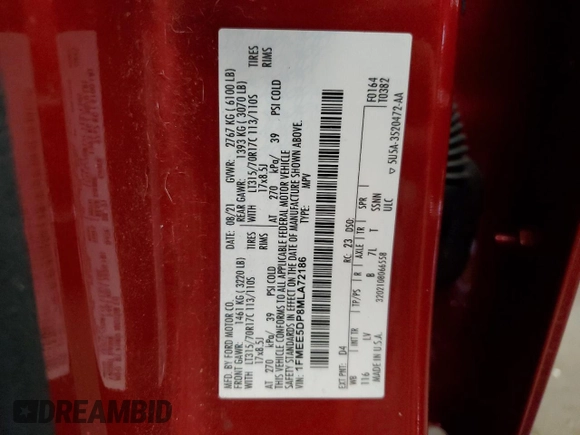 MFD. BY FORD MOTOR CO.
DATE: 08/21 GVWR: 2767 KG ( 6100 LB)
FRONT GAWR: 1461 KG ( 3220 LB) REAR GAWR: 1393 KG ( 3070 LB)
WITH LT315/70R17C 113/110S TIRES WITH LT315/70R17C 113/110S TIRES
17x8.5J RIMS 17x8.5J RIMS
AT 270 kPa/ 39 PSI COLD AT 270 kPa/ 39 PSI COLD
THIS VEHICLE CONFORMS TO ALL APPLICABLE FEDERAL MOTOR VEHICLE
SAFETY STANDARDS IN EFFECT ON THE DATE OF MANUFACTURE SHOWN ABOVE.
VIN: 1FMEE5DP8MLA72186 TYPE: MPV
F0164
T0382
EXT PNT: D4 RC: 23 DSO:
WB INT TR TP/PS R AXLE TR SPR
116 LV B 7L T SSNN
ULC
3202108066558
MADE IN U.S.A.
5U5A-3520472-AA
DREAMBID